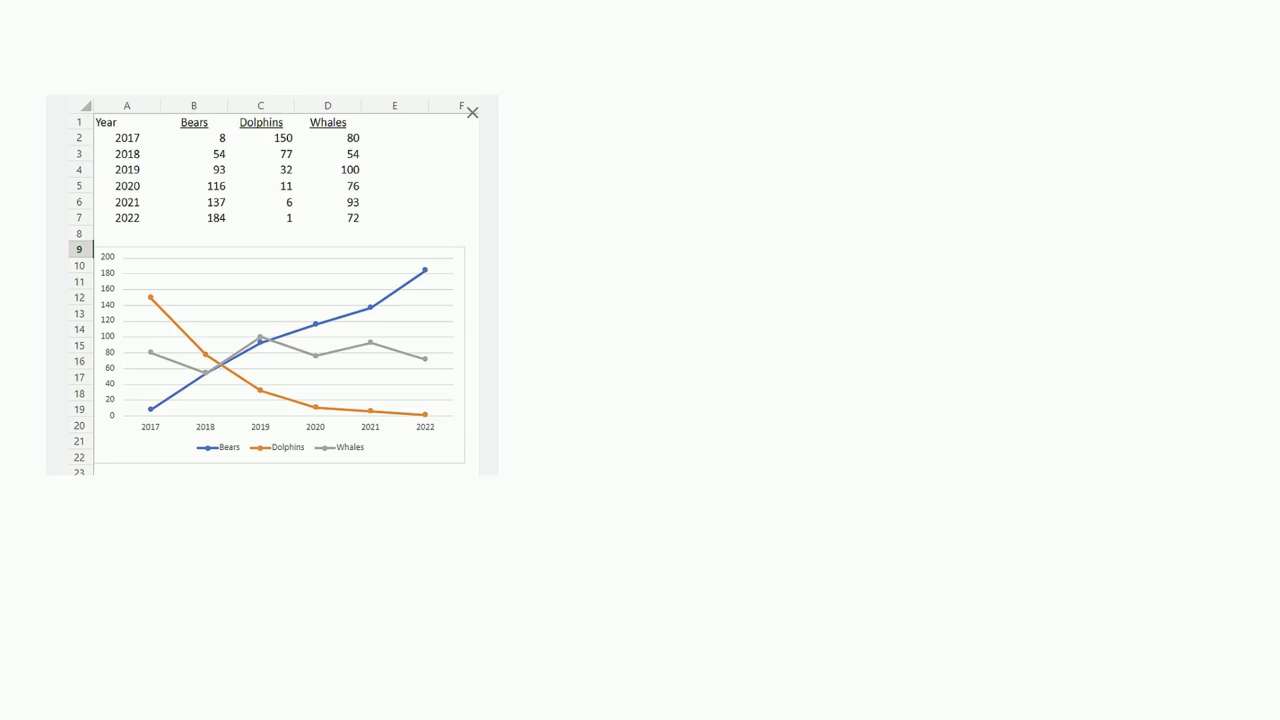 A B C D E F
1 Year Bears Dolphins Whales
2 2017 8 150 80
3 2018 54 77 54
4 2019 93 32 100
5 2020 116 11 76
6 2021 137 6 93
7 2022 184 1 72
8
9
10
11
12
13
14
15
16
17
18
19
20
21
22
23
200
180
160
140
120
100
80
60
40
20
0
2017 2018 2019 2020 2021 2022
Bears Dolphins Whales